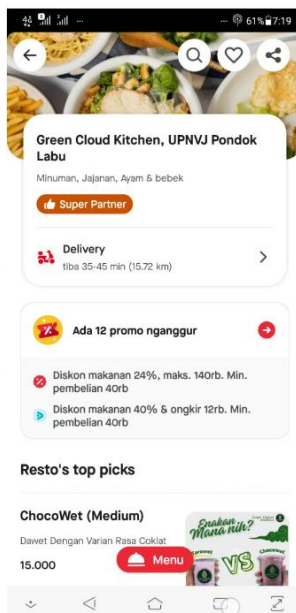 61% 7:19
Green Cloud Kitchen, UPNVJ Pondok
Labu
Minuman, Jajanan, Ayam & bebek
Super Partner
Delivery
tiba 35-45 min (15.72 km)
Ada 12 promo nganggur
Diskon makanan 24%, maks. 140rb. Min.
pembelian 40rb
Diskon makanan 40% & ongkir 12rb. Min.
pembelian 40rb
Resto's top picks
ChocoWet (Medium)
Dawet Dengan Varian Rasa Coklat
15.000
Enakan
Mana nih?
VS
Menu